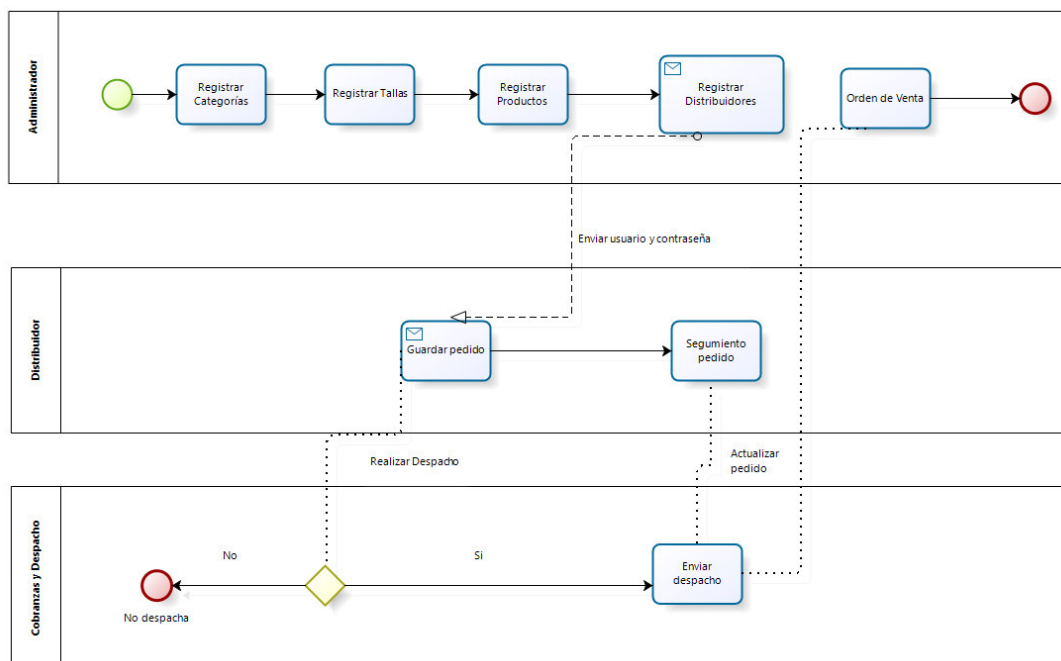 Administrador
Registrar
Categorías
Registrar Tallas
Registrar
Productos
Registrar
Distribuidores
Orden de Venta
Enviar usuario y contraseña
Distribuidor
Guardar pedido
Segumiento
pedido
Realizar Despacho
Actualizar
pedido
Cobranzas y Despacho
No
Si
Enviar
despacho
No despacha